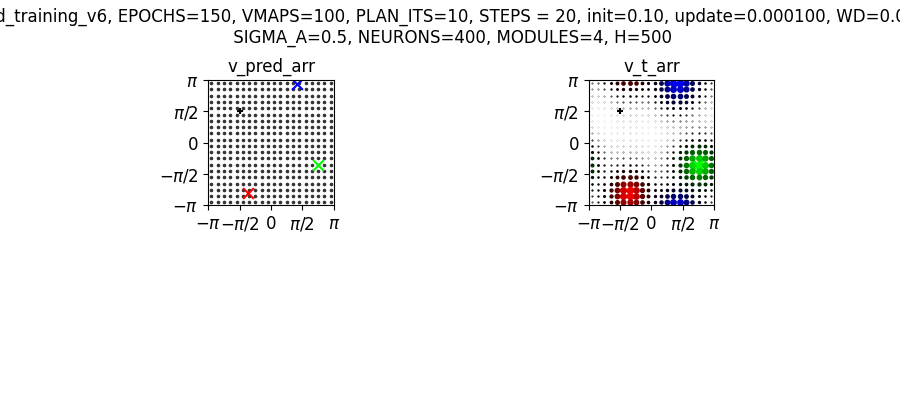 d_training_v6, EPOCHS=150, VMAPS=100, PLAN_ITS=10, STEPS = 20, init=0.10, update=0.000100, WD=0.0
SIGMA_A=0.5, NEURONS=400, MODULES=4, H=500
v_pred_arr v_t_arr
π π
π/2 π/2
0 0
−π/2 −π/2
−π −π
−π −π/2 0 π/2 π −π −π/2 0 π/2 π